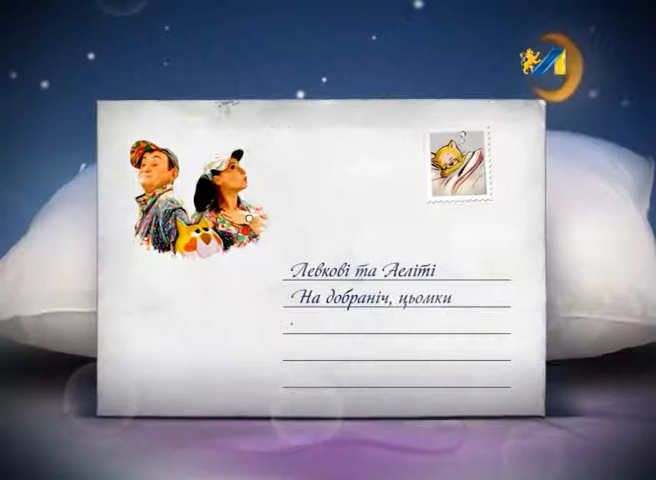 Левкові та Аеліті
На добраніч, цьомки
.